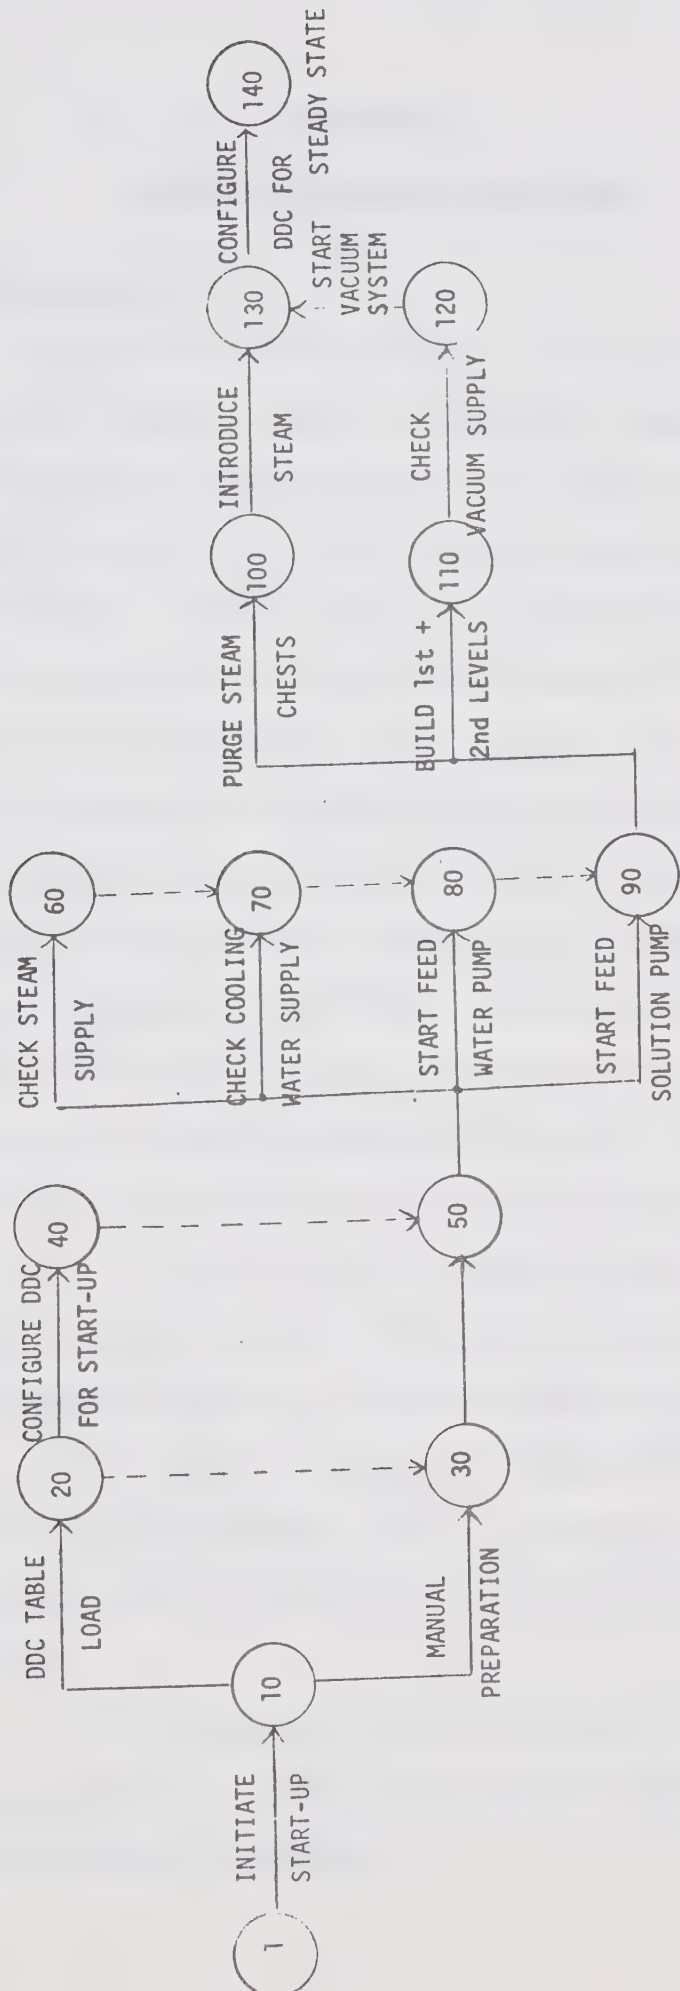 1
INITIATE
START-UP
10
DDC TABLE
LOAD
20
CONFIGURE DDC
FOR START-UP
40
MANUAL
PREPARATION
30
50
CHECK STEAM
SUPPLY
60
CHECK COOLING
WATER SUPPLY
70
START FEED
WATER PUMP
80
START FEED
SOLUTION PUMP
90
PURGE STEAM
CHESTS
100
INTRODUCE
STEAM
130
CONFIGURE
DDC FOR
STEADY STATE
140
BUILD 1st +
2nd LEVELS
110
CHECK
VACUUM SUPPLY
120
START
VACUUM
SYSTEM